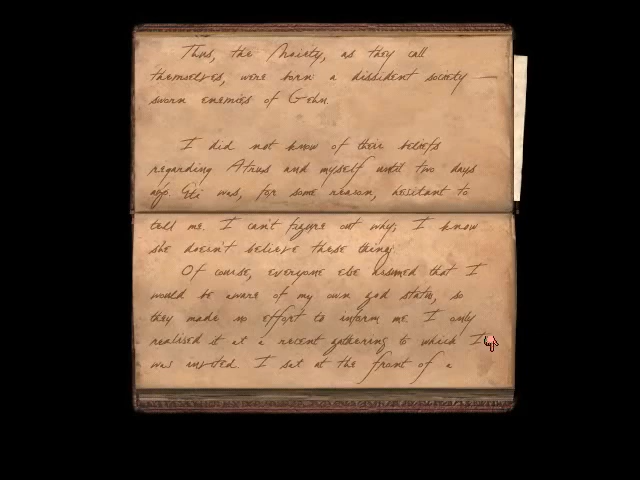 Thus, the Moiety, as they call
themselves, were born a dissident society —
sworn enemies of Gehn.
I did not know of their beliefs
regarding Atrus and myself until two days
ago. Eti was, for some reason, hesitant to
tell me. I can't figure out why; I know
she doesn't believe these things.
Of course, everyone else assumed that I
would be aware of my own god status, so
they made no effort to inform me. I only
realised it at a recent gathering to which I
was invited. I sat at the front of a